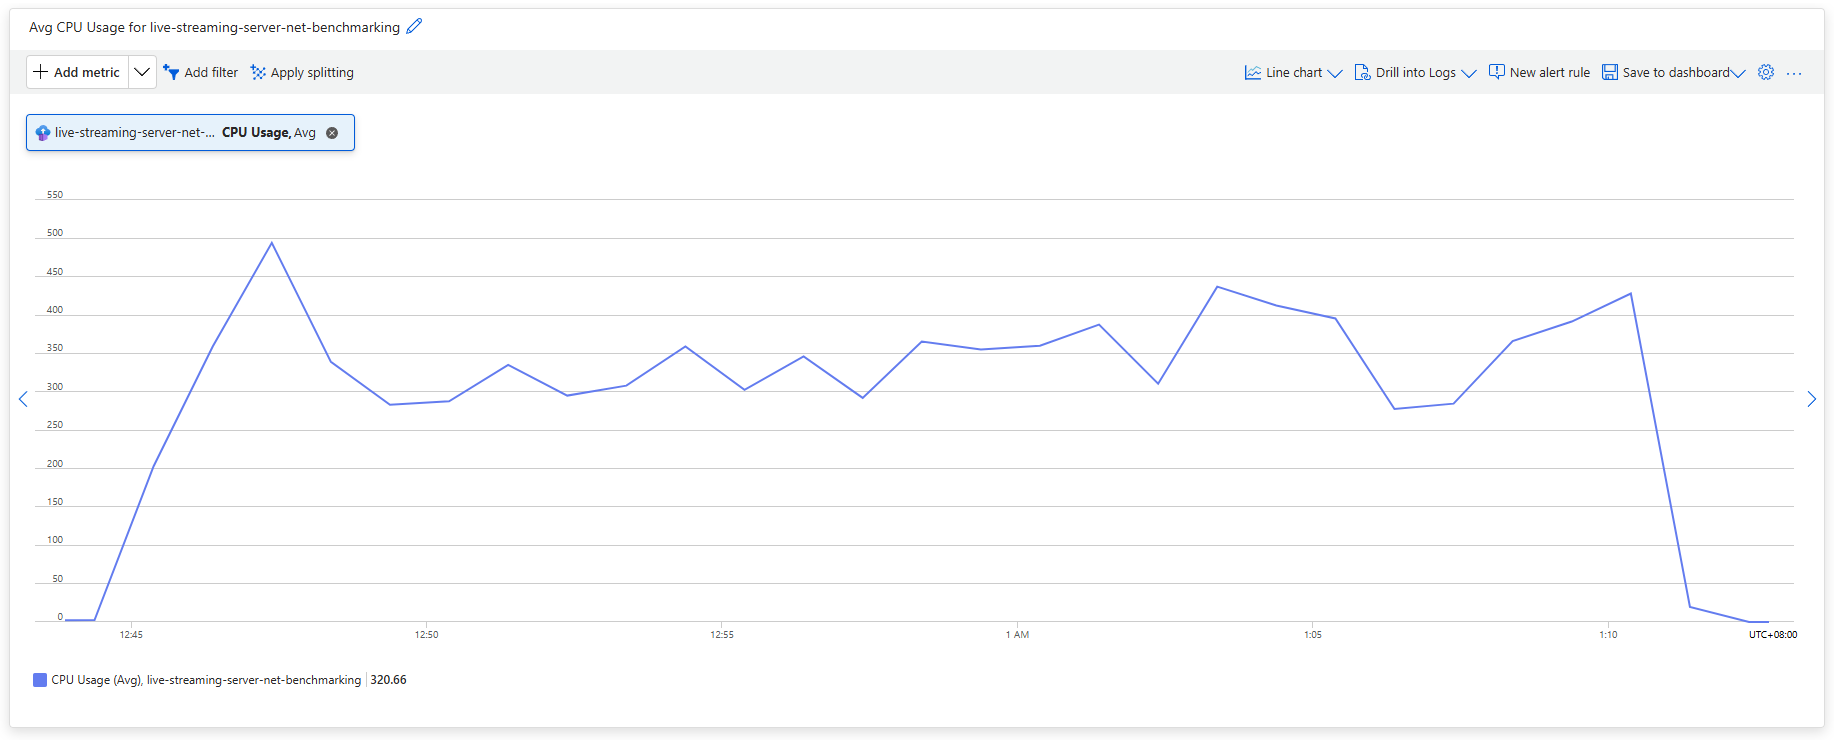 Avg CPU Usage for live-streaming-server-net-benchmarking
Add metric Add filter Apply splitting Line chart Drill into Logs New alert rule Save to dashboard ...
live-streaming-server-net-... CPU Usage, Avg
550
500
450
400
350
300
250
200
150
100
50
0
12:45 12:50 12:55 1 AM 1:05 1:10 UTC+08:00
CPU Usage (Avg), live-streaming-server-net-benchmarking | 320.66